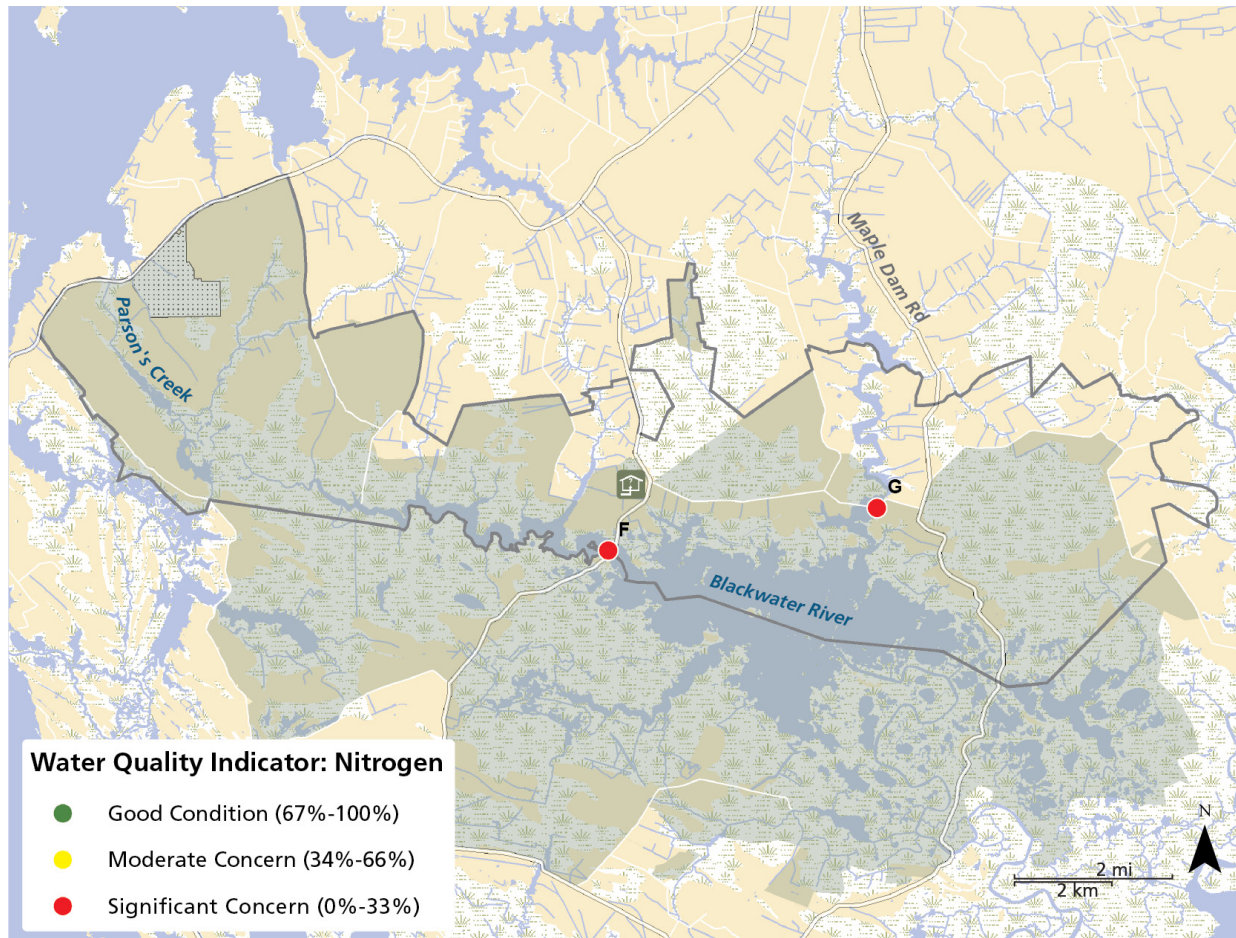 Maple Dam Rd
Parson's Creek
G
F
Blackwater River
Water Quality Indicator: Nitrogen
Good Condition (67%-100%)
Moderate Concern (34%-66%)
Significant Concern (0%-33%)
N
2 mi
2 km